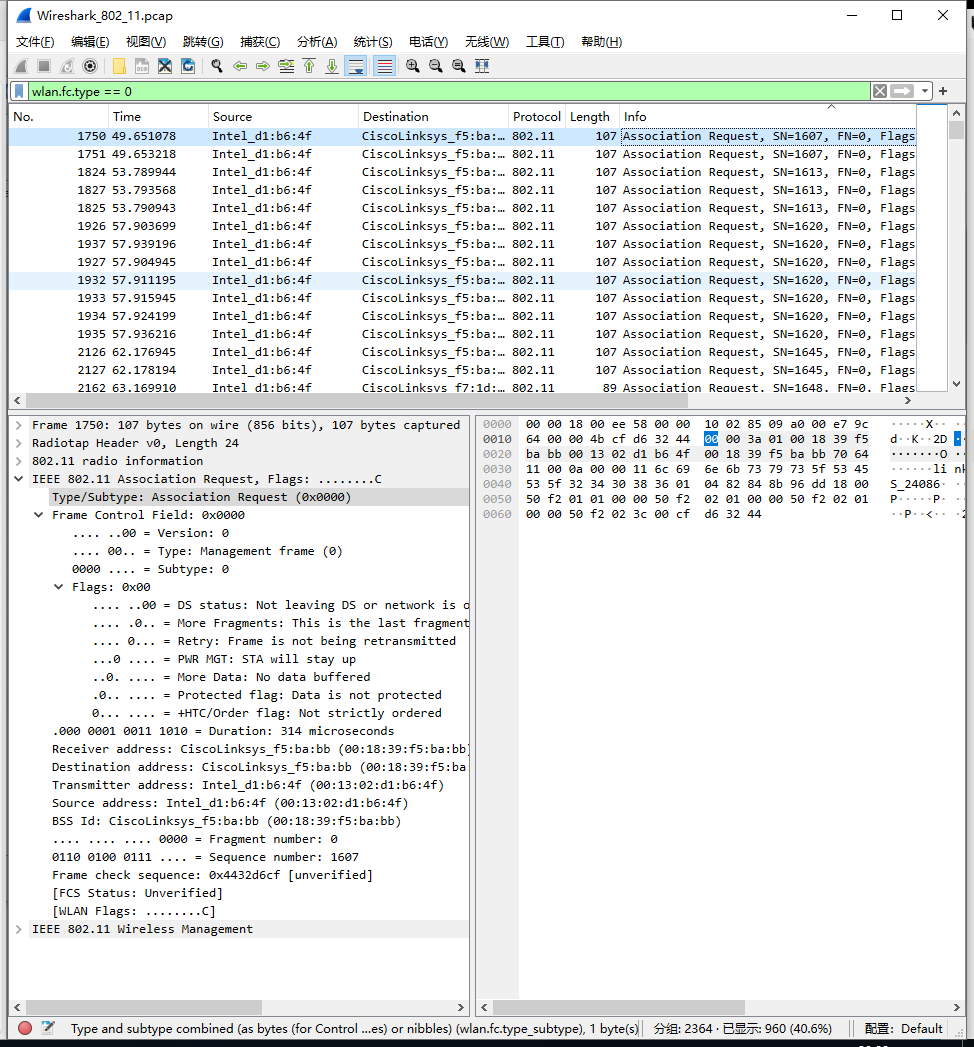 Wireshark_802_11.pcap
文件(F) 编辑(E) 视图(V) 跳转(G) 捕获(C) 分析(A) 统计(S) 电话(Y) 无线(W) 工具(T) 帮助(H)
wlan.fc.type == 0
No. Time Source Destination Protocol Length Info
1750 49.651078 Intel_d1:b6:4f CiscoLinksys_f5:ba:… 802.11 107 Association Request, SN=1607, FN=0, Flags
1751 49.653218 Intel_d1:b6:4f CiscoLinksys_f5:ba:… 802.11 107 Association Request, SN=1607, FN=0, Flags
1824 53.789944 Intel_d1:b6:4f CiscoLinksys_f5:ba:… 802.11 107 Association Request, SN=1613, FN=0, Flags
1827 53.793568 Intel_d1:b6:4f CiscoLinksys_f5:ba:… 802.11 107 Association Request, SN=1613, FN=0, Flags
1825 53.790943 Intel_d1:b6:4f CiscoLinksys_f5:ba:… 802.11 107 Association Request, SN=1613, FN=0, Flags
1926 57.903699 Intel_d1:b6:4f CiscoLinksys_f5:ba:… 802.11 107 Association Request, SN=1620, FN=0, Flags
1937 57.939196 Intel_d1:b6:4f CiscoLinksys_f5:ba:… 802.11 107 Association Request, SN=1620, FN=0, Flags
1927 57.904945 Intel_d1:b6:4f CiscoLinksys_f5:ba:… 802.11 107 Association Request, SN=1620, FN=0, Flags
1932 57.911195 Intel_d1:b6:4f CiscoLinksys_f5:ba:… 802.11 107 Association Request, SN=1620, FN=0, Flags
1933 57.915945 Intel_d1:b6:4f CiscoLinksys_f5:ba:… 802.11 107 Association Request, SN=1620, FN=0, Flags
1934 57.924199 Intel_d1:b6:4f CiscoLinksys_f5:ba:… 802.11 107 Association Request, SN=1620, FN=0, Flags
1935 57.936216 Intel_d1:b6:4f CiscoLinksys_f5:ba:… 802.11 107 Association Request, SN=1620, FN=0, Flags
2126 62.176945 Intel_d1:b6:4f CiscoLinksys_f5:ba:… 802.11 107 Association Request, SN=1645, FN=0, Flags
2127 62.178194 Intel_d1:b6:4f CiscoLinksys_f5:ba:… 802.11 107 Association Request, SN=1645, FN=0, Flags
2162 63.169910 Intel_d1:b6:4f CiscoLinksys_f7:1d:… 802.11 89 Association Request, SN=1648, FN=0, Flags
Frame 1750: 107 bytes on wire (856 bits), 107 bytes captured
Radiotap Header v0, Length 24
802.11 radio information
IEEE 802.11 Association Request, Flags: ........C
Type/Subtype: Association Request (0x0000)
Frame Control Field: 0x0000
.... ..00 = Version: 0
.... 00.. = Type: Management frame (0)
0000 .... = Subtype: 0
Flags: 0x00
.... ..00 = DS status: Not leaving DS or network is o
.... .0.. = More Fragments: This is the last fragment
.... 0... = Retry: Frame is not being retransmitted
...0 .... = PWR MGT: STA will stay up
..0. .... = More Data: No data buffered
.0.. .... = Protected flag: Data is not protected
0... .... = +HTC/Order flag: Not strictly ordered
.000 0001 0011 1010 = Duration: 314 microseconds
Receiver address: CiscoLinksys_f5:ba:bb (00:18:39:f5:ba:bb)
Destination address: CiscoLinksys_f5:ba:bb (00:18:39:f5:ba
Transmitter address: Intel_d1:b6:4f (00:13:02:d1:b6:4f)
Source address: Intel_d1:b6:4f (00:13:02:d1:b6:4f)
BSS Id: CiscoLinksys_f5:ba:bb (00:18:39:f5:ba:bb)
.... .... .... 0000 = Fragment number: 0
0110 0100 0111 .... = Sequence number: 1607
Frame check sequence: 0x4432d6cf [unverified]
[FCS Status: Unverified]
[WLAN Flags: ........C]
IEEE 802.11 Wireless Management
0000 00 00 18 00 ee 58 00 00 10 02 85 09 a0 00 e7 9c ·····X·· ··
0010 64 00 00 4b cf d6 32 44 00 00 3a 01 00 18 39 f5 d··K··2D ·
0020 ba bb 00 13 02 d1 b6 4f 00 18 39 f5 ba bb 70 64 ·······O ··
0030 11 00 0a 00 00 11 6c 69 6e 6b 73 79 73 5f 53 45 ······li nk
0040 53 5f 32 34 30 38 36 01 04 82 84 8b 96 dd 18 00 S_24086· ··
0050 50 f2 01 01 00 00 50 f2 02 01 00 00 50 f2 02 01 P·····P· ··
0060 00 00 50 f2 02 3c 00 cf d6 32 44 ··P··<·· ·2
Type and subtype combined (as bytes (for Control ...es) or nibbles) (wlan.fc.type_subtype), 1 byte(s) 分组: 2364 · 已显示: 960 (40.6%) 配置: Default